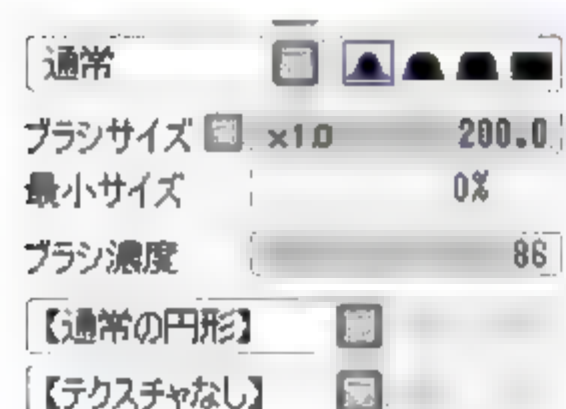 通常
ブラシサイズ ×1.0 200.0
最小サイズ 0%
ブラシ濃度 86
【通常の円形】
【テクスチャなし】